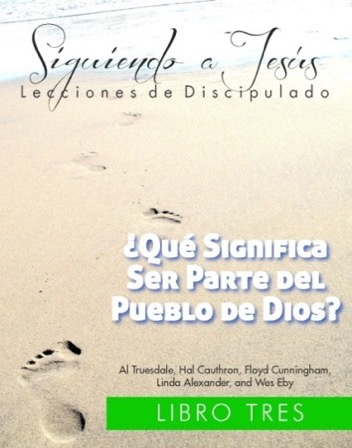 Siguiendo a Jesús
Lecciones de Discipulado
¿Qué Significa
Ser Parte del
Pueblo de Dios?
Al Truesdale, Hal Cauthron, Floyd Cunningham,
Linda Alexander, and Wes Eby
LIBRO TRES